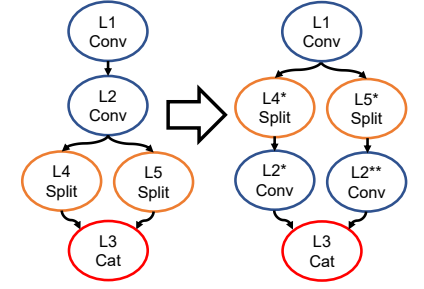 L1
Conv
L2
Conv
L4
Split
L5
Split
L3
Cat
L1
Conv
L4*
Split
L5*
Split
L2*
Conv
L2**
Conv
L3
Cat